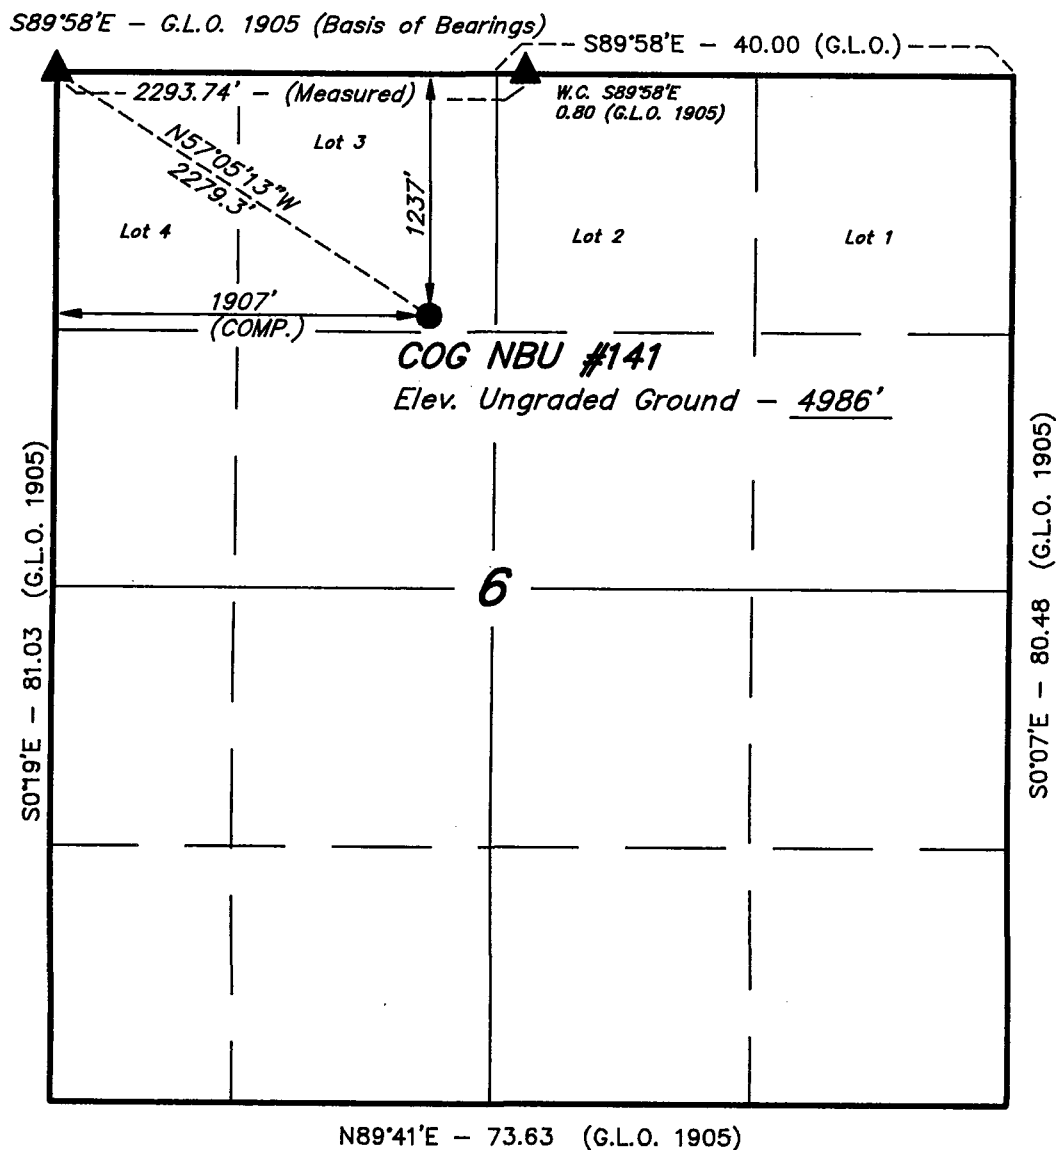 S89°58'E – G.L.O. 1905 (Basis of Bearings)
S89°58'E – 40.00 (G.L.O.)
2293.74' – (Measured)
W.C. S89°58'E
0.80 (G.L.O. 1905)
Lot 3
N57°05'13"W
2279.3'
1237'
Lot 4
Lot 2
Lot 1
1907'
(COMP.)
COG NBU #141
Elev. Ungraded Ground – 4986'
S0°19'E – 81.03 (G.L.O. 1905)
6
S0°07'E – 80.48 (G.L.O. 1905)
N89°41'E – 73.63 (G.L.O. 1905)